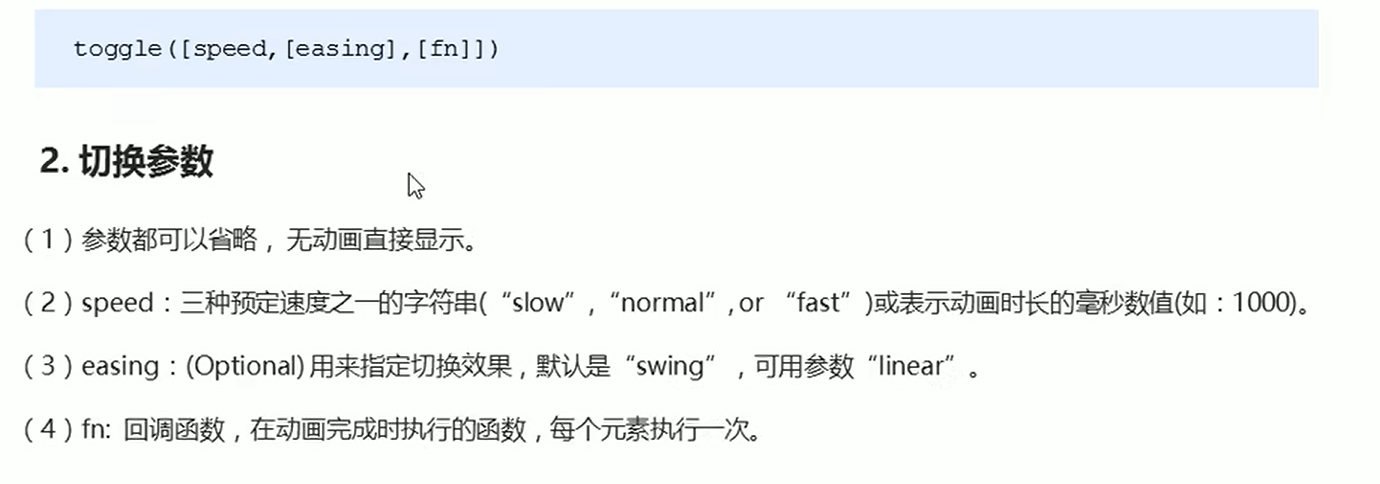 toggle([speed,[easing],[fn]])
2. 切换参数
（1）参数都可以省略， 无动画直接显示。
（2）speed：三种预定速度之一的字符串(“slow”,“normal”, or “fast”)或表示动画时长的毫秒数值(如：1000)。
（3）easing：(Optional) 用来指定切换效果，默认是“swing”，可用参数“linear”。
（4）fn: 回调函数，在动画完成时执行的函数，每个元素执行一次。